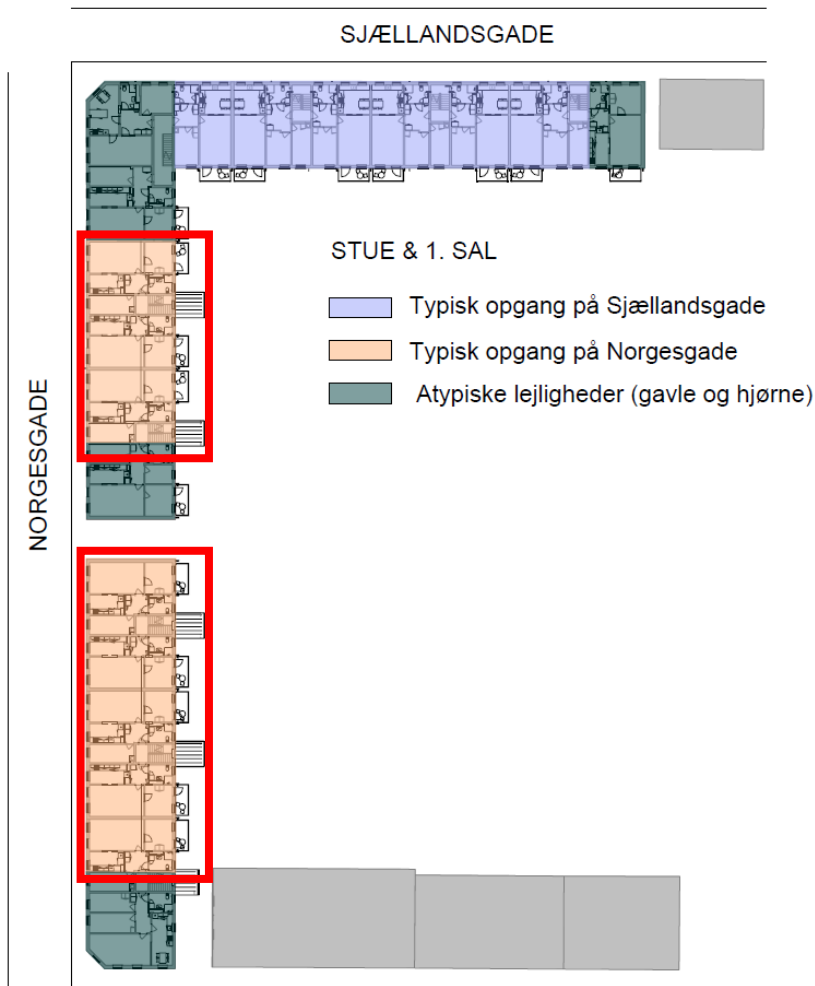 SJÆLLANDSGADE
STUE & 1. SAL
Typisk opgang på Sjællandsgade
Typisk opgang på Norgesgade
Atypiske lejligheder (gavle og hjørne)
NORGESGADE